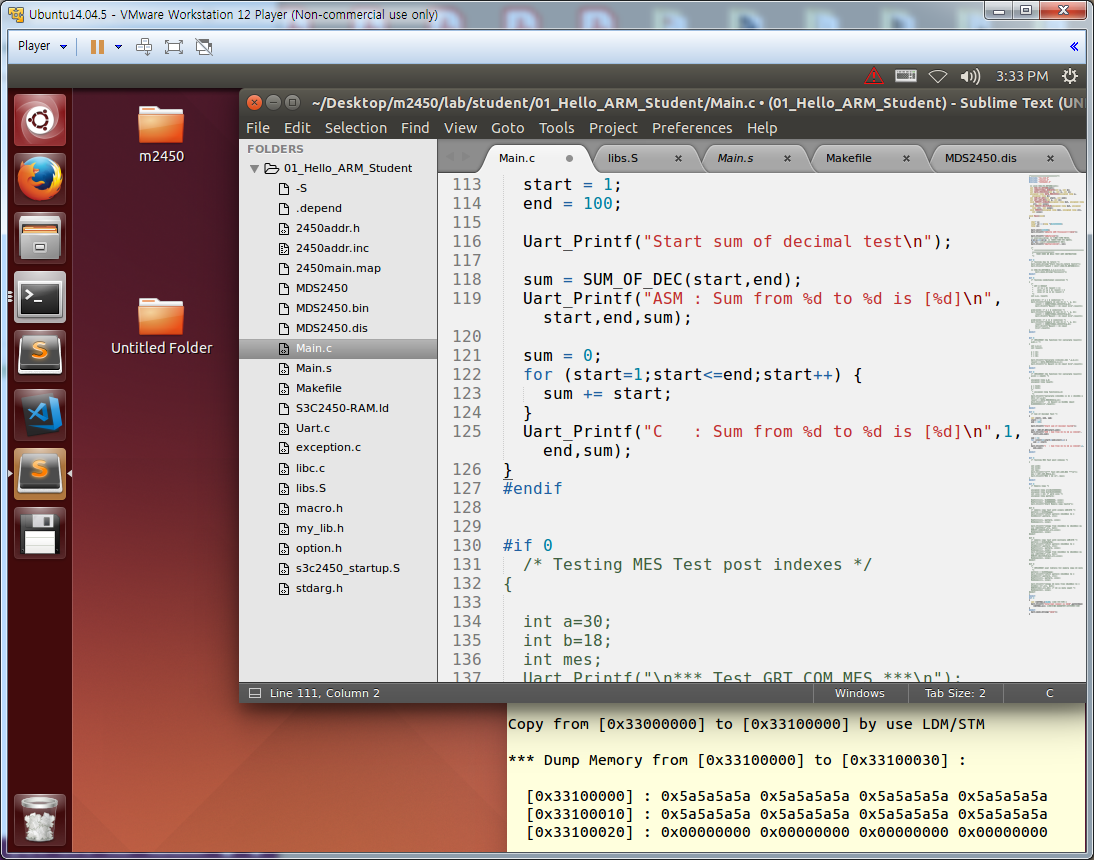 Ubuntu14.04.5 - VMware Workstation 12 Player (Non-commercial use only)
Player
3:33 PM
m2450
Untitled Folder
~/Desktop/m2450/lab/student/01_Hello_ARM_Student/Main.c • (01_Hello_ARM_Student) - Sublime Text (UN
File Edit Selection Find View Goto Tools Project Preferences Help
FOLDERS
01_Hello_ARM_Student
-S
.depend
2450addr.h
2450addr.inc
2450main.map
MDS2450
MDS2450.bin
MDS2450.dis
Main.c
Main.s
Makefile
S3C2450-RAM.ld
Uart.c
exception.c
libc.c
libs.S
macro.h
my_lib.h
option.h
s3c2450_startup.S
stdarg.h
Main.c libs.S Main.s Makefile MDS2450.dis
113 start = 1;
114 end = 100;
115
116 Uart_Printf("Start sum of decimal test\n");
117
118 sum = SUM_OF_DEC(start,end);
119 Uart_Printf("ASM : Sum from %d to %d is [%d]\n",
start,end,sum);
120
121 sum = 0;
122 for (start=1;start<=end;start++) {
123 sum += start;
124 }
125 Uart_Printf("C   : Sum from %d to %d is [%d]\n",1,
end,sum);
126 }
127 #endif
128
129
130 #if 0
131 /* Testing MES Test post indexes */
132 {
133
134 int a=30;
135 int b=18;
136 int mes;
137 Uart_Printf("\n*** Test GRT COM MES ***\n");
Line 111, Column 2
Windows
Tab Size: 2
C
Copy from [0x33000000] to [0x33100000] by use LDM/STM
*** Dump Memory from [0x33100000] to [0x33100030] :
[0x33100000] : 0x5a5a5a5a 0x5a5a5a5a 0x5a5a5a5a 0x5a5a5a5a
[0x33100010] : 0x5a5a5a5a 0x5a5a5a5a 0x5a5a5a5a 0x5a5a5a5a
[0x33100020] : 0x00000000 0x00000000 0x00000000 0x00000000